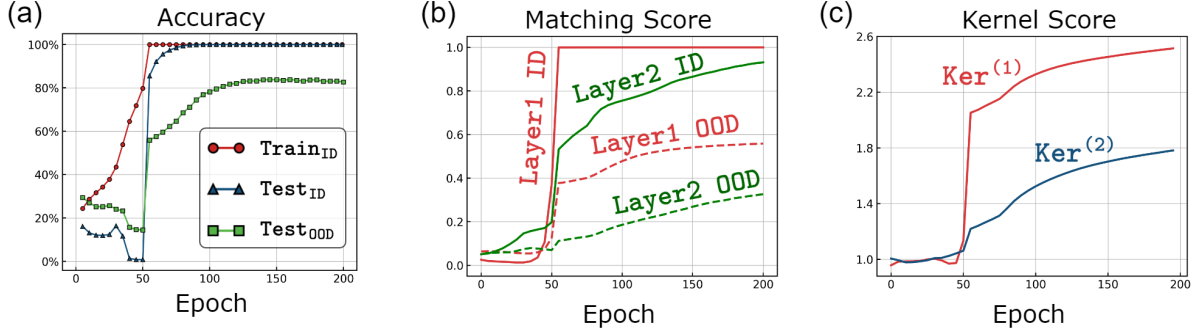 (a)
Accuracy
100%
80%
60%
40%
20%
0%
Train_ID
Test_ID
Test_OOD
0 50 100 150 200
Epoch
(b)
Matching Score
1.0
0.8
0.6
0.4
0.2
0.0
Layer1 ID
Layer2 ID
Layer1 OOD
Layer2 OOD
0 50 100 150 200
Epoch
(c)
Kernel Score
2.6
2.2
1.8
1.4
1.0
Ker^(1)
Ker^(2)
0 50 100 150 200
Epoch